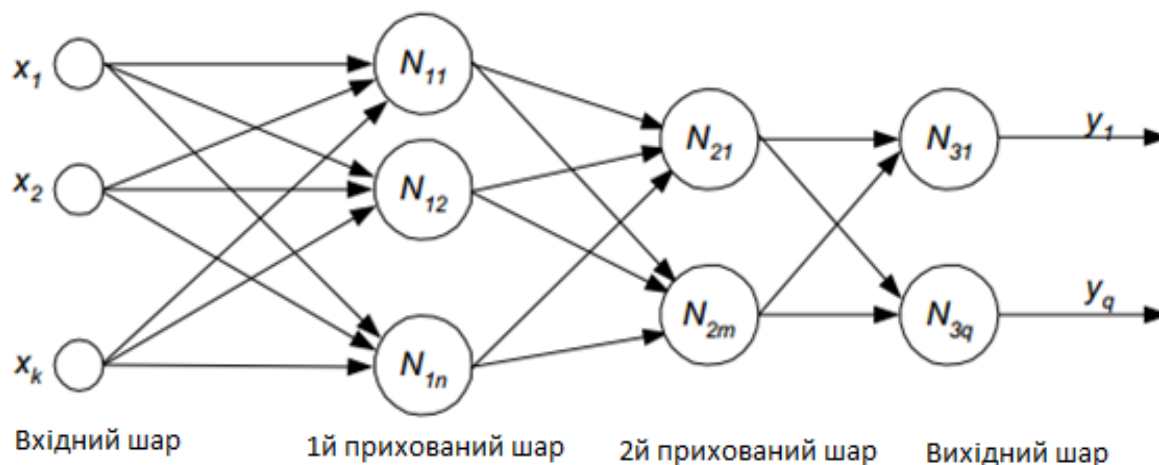 x1 N11
N21 N31 y1
x2 N12
N2m N3q yq
xk N1n
Вхідний шар 1й прихований шар 2й прихований шар Вихідний шар